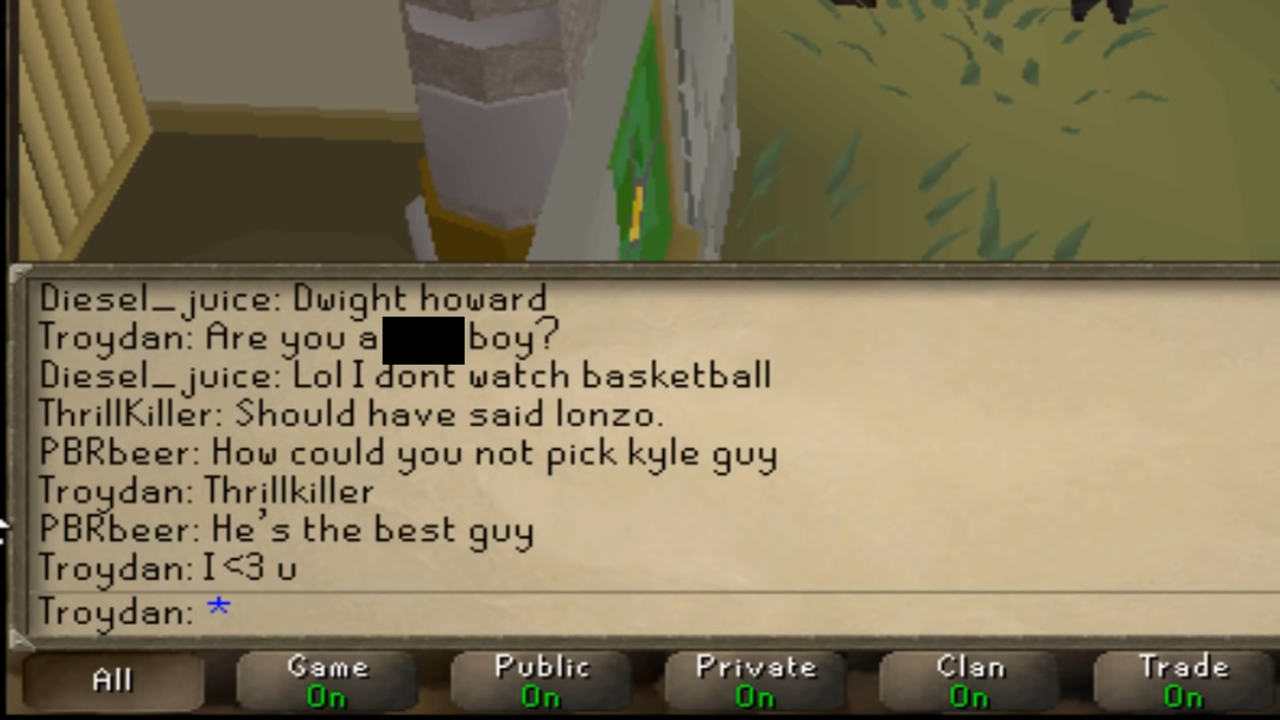 Diesel_juice: Dwight howard
Troydan: Are you a boy?
Diesel_juice: Lol I dont watch basketball
ThrillKiller: Should have said lonzo.
PBRbeer: How could you not pick kyle guy
Troydan: Thrillkiller
PBRbeer: He's the best guy
Troydan: I <3 u
Troydan: *
All
Game
On
Public
On
Private
On
Clan
On
Trade
On